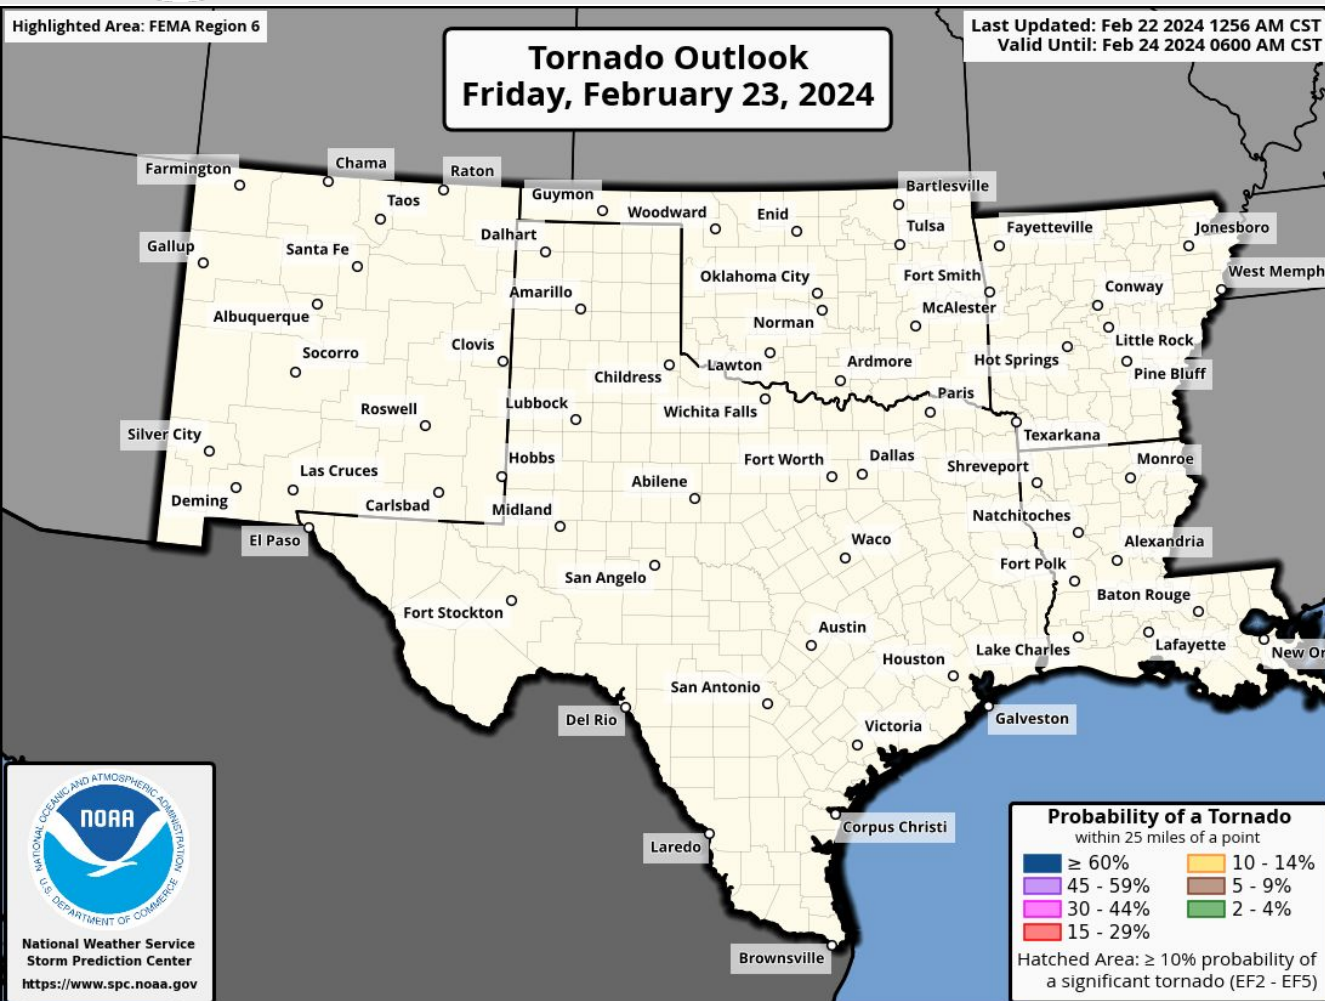 Highlighted Area: FEMA Region 6
Last Updated: Feb 22 2024 1256 AM CST
Valid Until: Feb 24 2024 0600 AM CST
Tornado Outlook
Friday, February 23, 2024
Farmington
Chama
Raton
Taos
Guymon
Woodward
Enid
Bartlesville
Tulsa
Fayetteville
Jonesboro
Gallup
Santa Fe
Dalhart
Oklahoma City
Fort Smith
West Memph
Albuquerque
Amarillo
Norman
McAlester
Conway
Socorro
Clovis
Childress
Lawton
Ardmore
Hot Springs
Little Rock
Pine Bluff
Roswell
Lubbock
Wichita Falls
Paris
Texarkana
Silver City
Las Cruces
Hobbs
Abilene
Fort Worth
Dallas
Shreveport
Monroe
Deming
Carlsbad
Midland
Natchitoches
El Paso
San Angelo
Waco
Fort Polk
Alexandria
Fort Stockton
Baton Rouge
Austin
Houston
Lake Charles
Lafayette
New Or
San Antonio
Del Rio
Victoria
Galveston
Laredo
Corpus Christi
Brownsville
NATIONAL OCEANIC AND ATMOSPHERIC ADMINISTRATION
NOAA
U.S. DEPARTMENT OF COMMERCE
National Weather Service
Storm Prediction Center
https://www.spc.noaa.gov
Probability of a Tornado
within 25 miles of a point
≥ 60% 10 - 14%
45 - 59% 5 - 9%
30 - 44% 2 - 4%
15 - 29%
Hatched Area: ≥ 10% probability of
a significant tornado (EF2 - EF5)